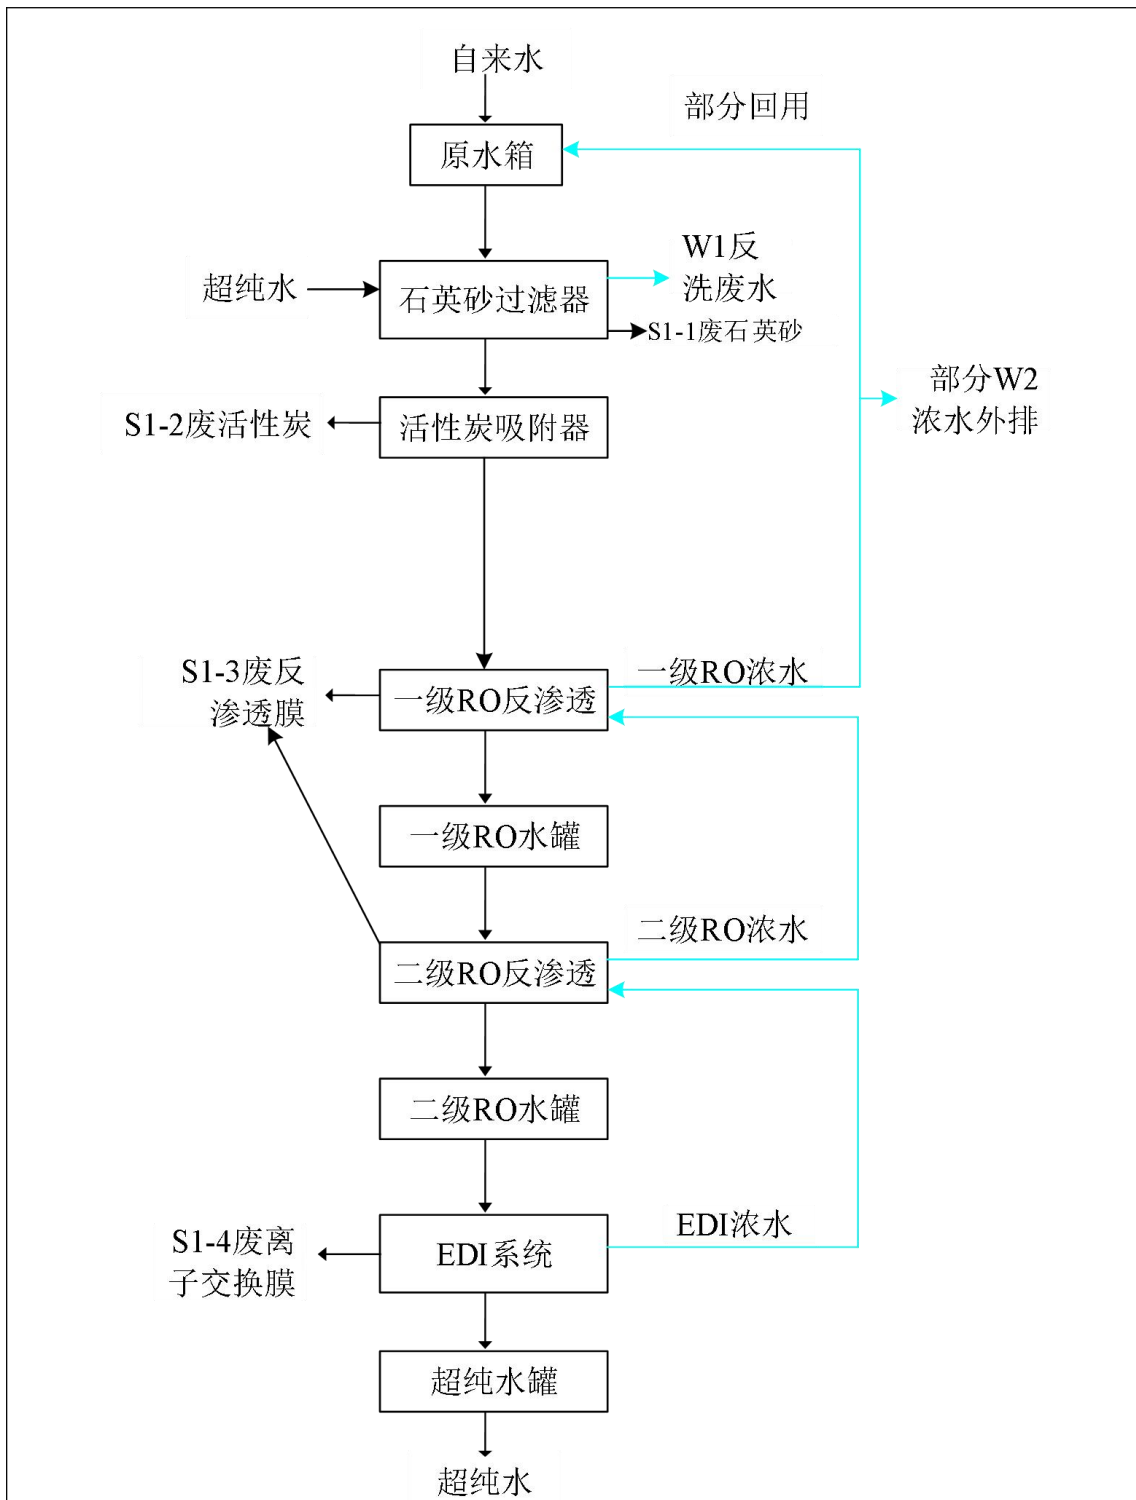 自来水
部分回用
原水箱
W1反
洗废水
超纯水
石英砂过滤器
S1-1废石英砂
部分W2
浓水外排
S1-2废活性炭
活性炭吸附器
S1-3废反
渗透膜
一级RO反渗透
一级RO浓水
一级RO水罐
二级RO浓水
二级RO反渗透
二级RO水罐
S1-4废离
子交换膜
EDI系统
EDI浓水
超纯水罐
超纯水